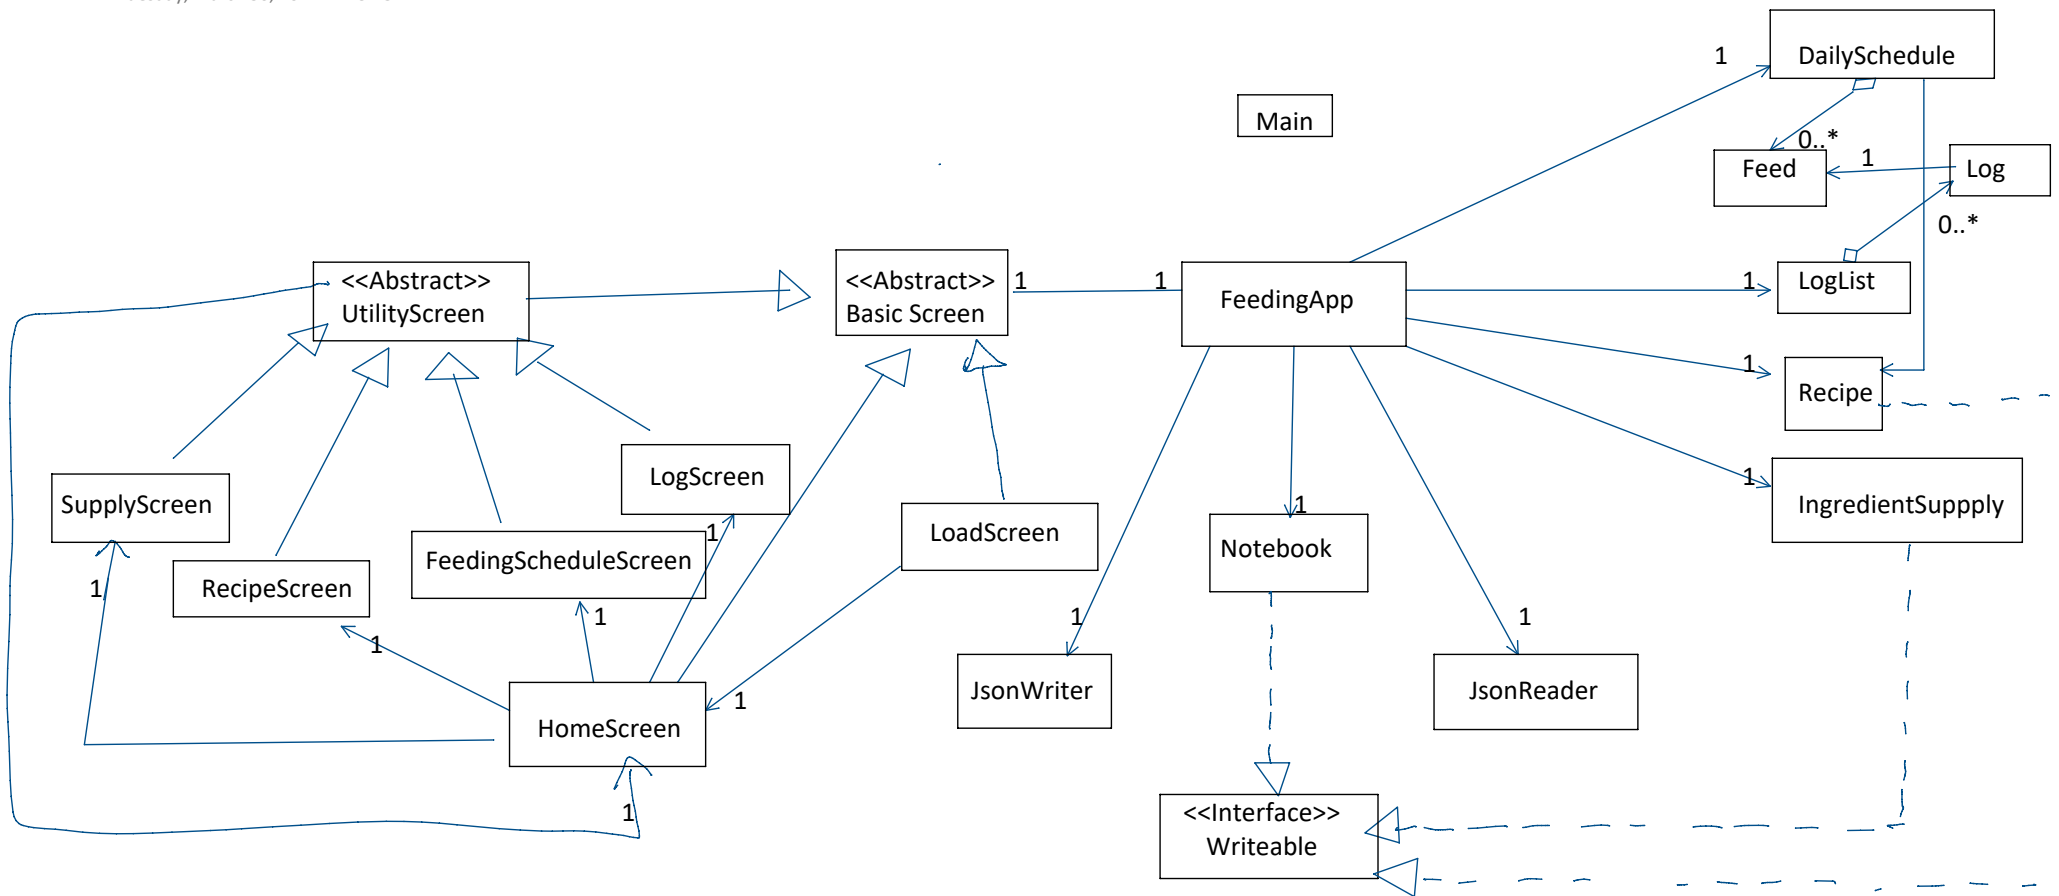 DailySchedule
1
Main
0..*
Feed
1
Log
0..*
<<Abstract>>
UtilityScreen
<<Abstract>>
Basic Screen
1
1
FeedingApp
1
LogList
1
Recipe
LogScreen
1
SupplyScreen
1
FeedingScheduleScreen
LoadScreen
1
Notebook
1
IngredientSuppply
1
RecipeScreen
1
1
1
1
JsonWriter
JsonReader
1
HomeScreen
1
<<Interface>>
Writeable